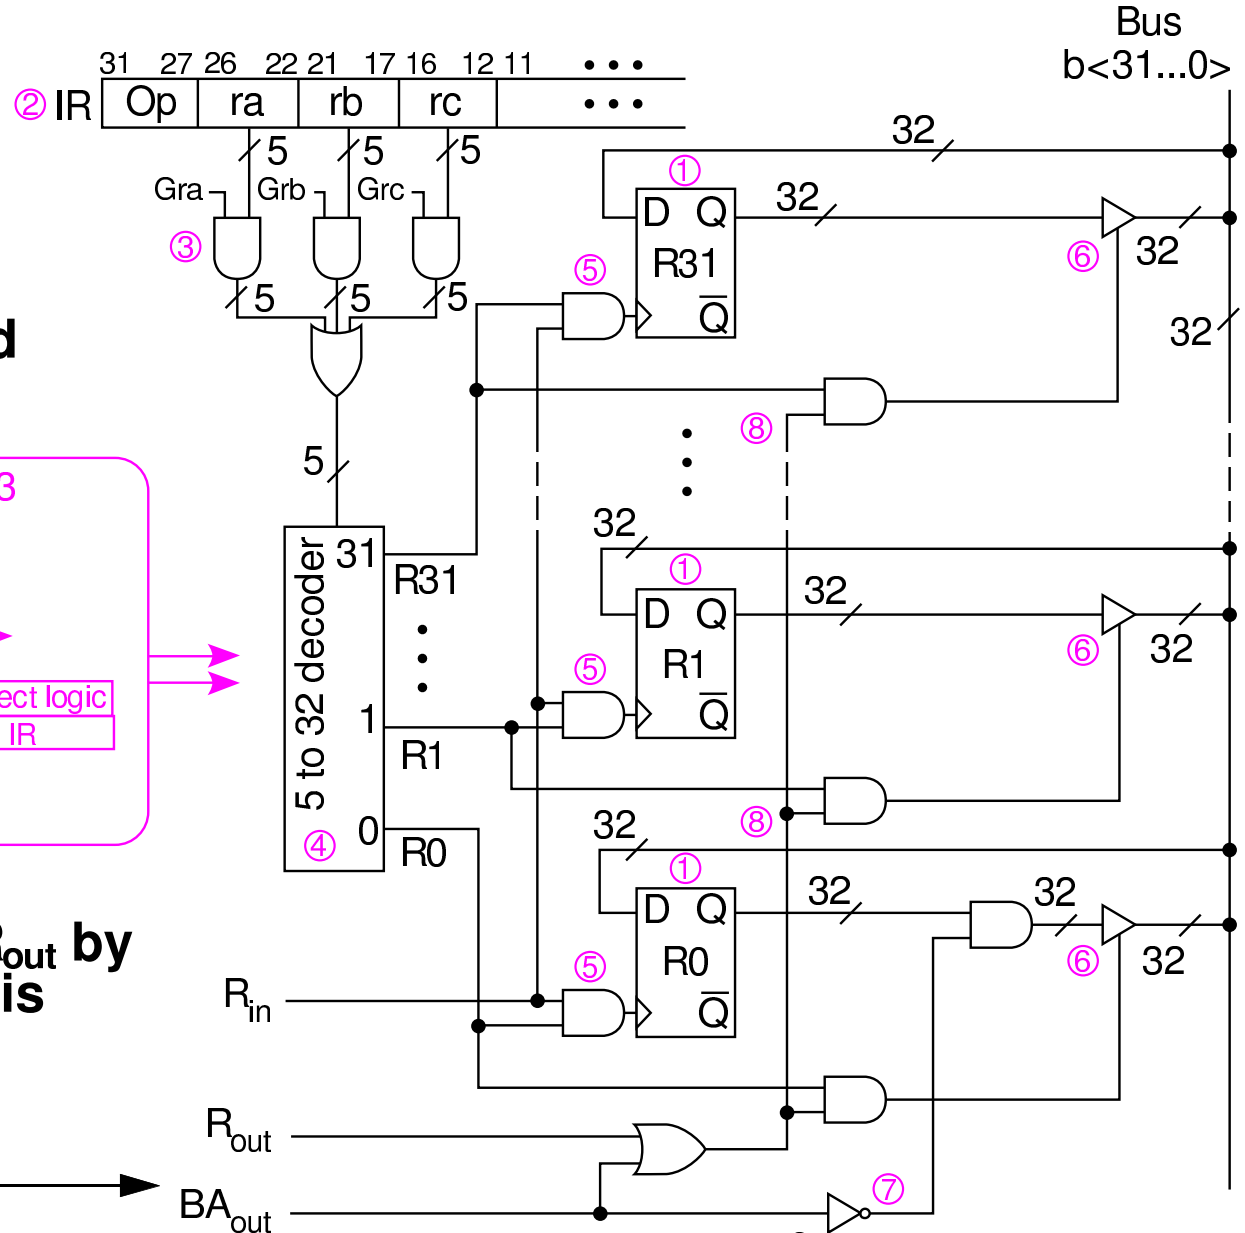 Bus
b<31...0>
31 27 26 22 21 17 16 12 11 • • •
② IR Op ra rb rc • • •
5 5 5
32
Gra Grb Grc
①
③
D Q
32
32
⑥
R31
⑤
Q
5 5 5
32
d
⑧
5
3
32
31
R31
①
D Q
32
32
⑥
R1
⑤
Q
5 to 32 decoder
ect logic
IR
1
R1
⑧
32
0
R0
④
①
D Q
32
32
32
⑥
R0
⑤
Q
out by
is
Rin
Rout
BAout
⑦